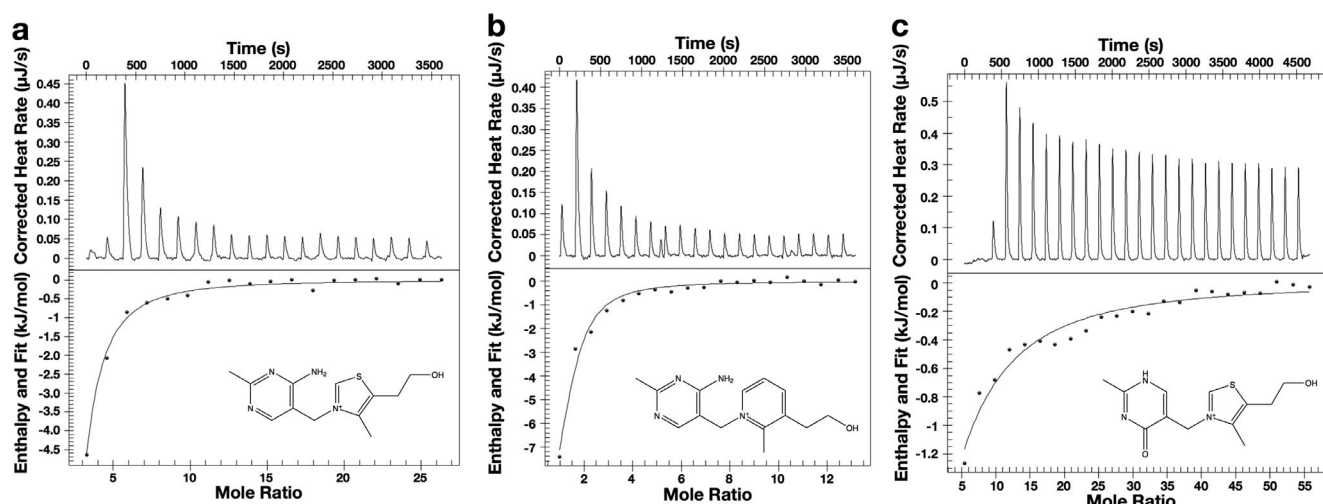 a
Time (s)
0 500 1000 1500 2000 2500 3000 3500
Corrected Heat Rate (µJ/s)
0.45
0.40
0.35
0.30
0.25
0.20
0.15
0.10
0.05
0
Enthalpy and Fit (kJ/mol)
0
-0.5
-1.0
-1.5
-2.0
-2.5
-3.0
-3.5
-4.0
-4.5
N
NH₂
N
N⁺
S
OH
5 10 15 20 25
Mole Ratio
b
Time (s)
0 500 1000 1500 2000 2500 3000 3500
Corrected Heat Rate (µJ/s)
0.40
0.35
0.30
0.25
0.20
0.15
0.10
0.05
0
Enthalpy and Fit (kJ/mol)
0
-1
-2
-3
-4
-5
-6
-7
N
NH₂
N
N⁺
OH
0 2 4 6 8 10 12
Mole Ratio
c
Time (s)
0 500 1000 1500 2000 2500 3000 3500 4000 4500
Corrected Heat Rate (µJ/s)
0.5
0.4
0.3
0.2
0.1
0
Enthalpy and Fit (kJ/mol)
0
-0.2
-0.4
-0.6
-0.8
-1
-1.2
H
N
N
O
N⁺
S
OH
5 10 15 20 25 30 35 40 45 50 55
Mole Ratio